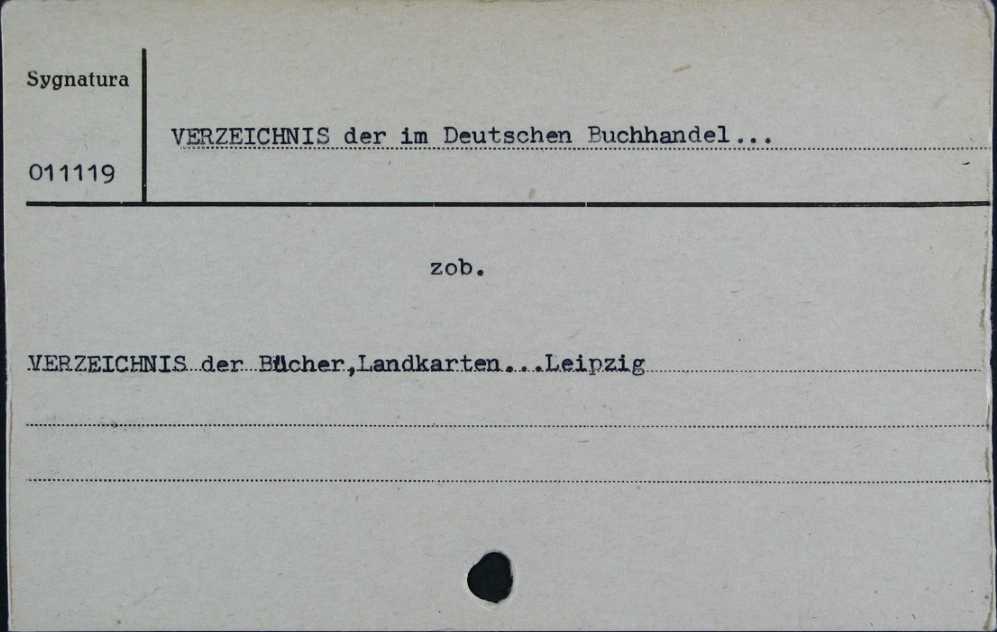 Sygnatura
VERZEICHNIS der im Deutschen Buchhandel...
011119
zob.
VERZEICHNIS der Bücher,Landkarten...Leipzig